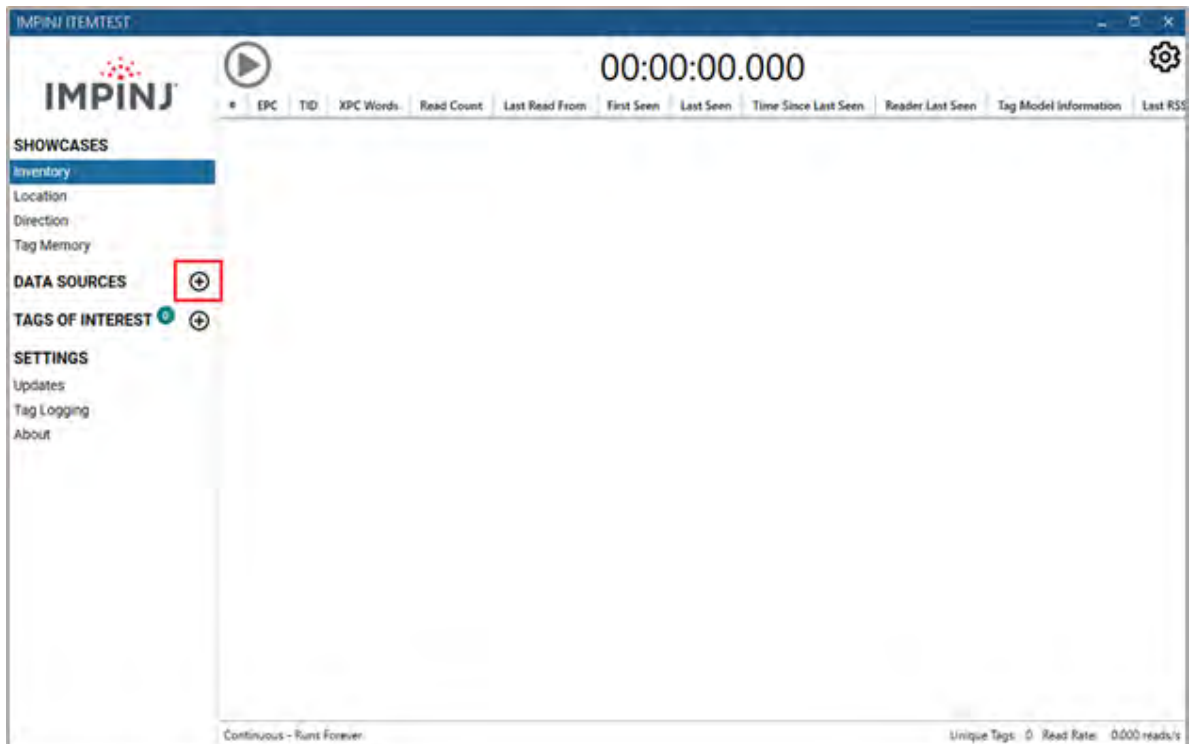 IMPINJ ITEMTEST
IMPINJ
00:00:00.000
# EPC TID XPC Words Read Count Last Read From First Seen Last Seen Time Since Last Seen Reader Last Seen Tag Model Information Last RSS
SHOWCASES
Inventory
Location
Direction
Tag Memory
DATA SOURCES
TAGS OF INTEREST 0
SETTINGS
Updates
Tag Logging
About
Continuous - Runs Forever Unique Tags: 0 Read Rate: 0.000 reads/s